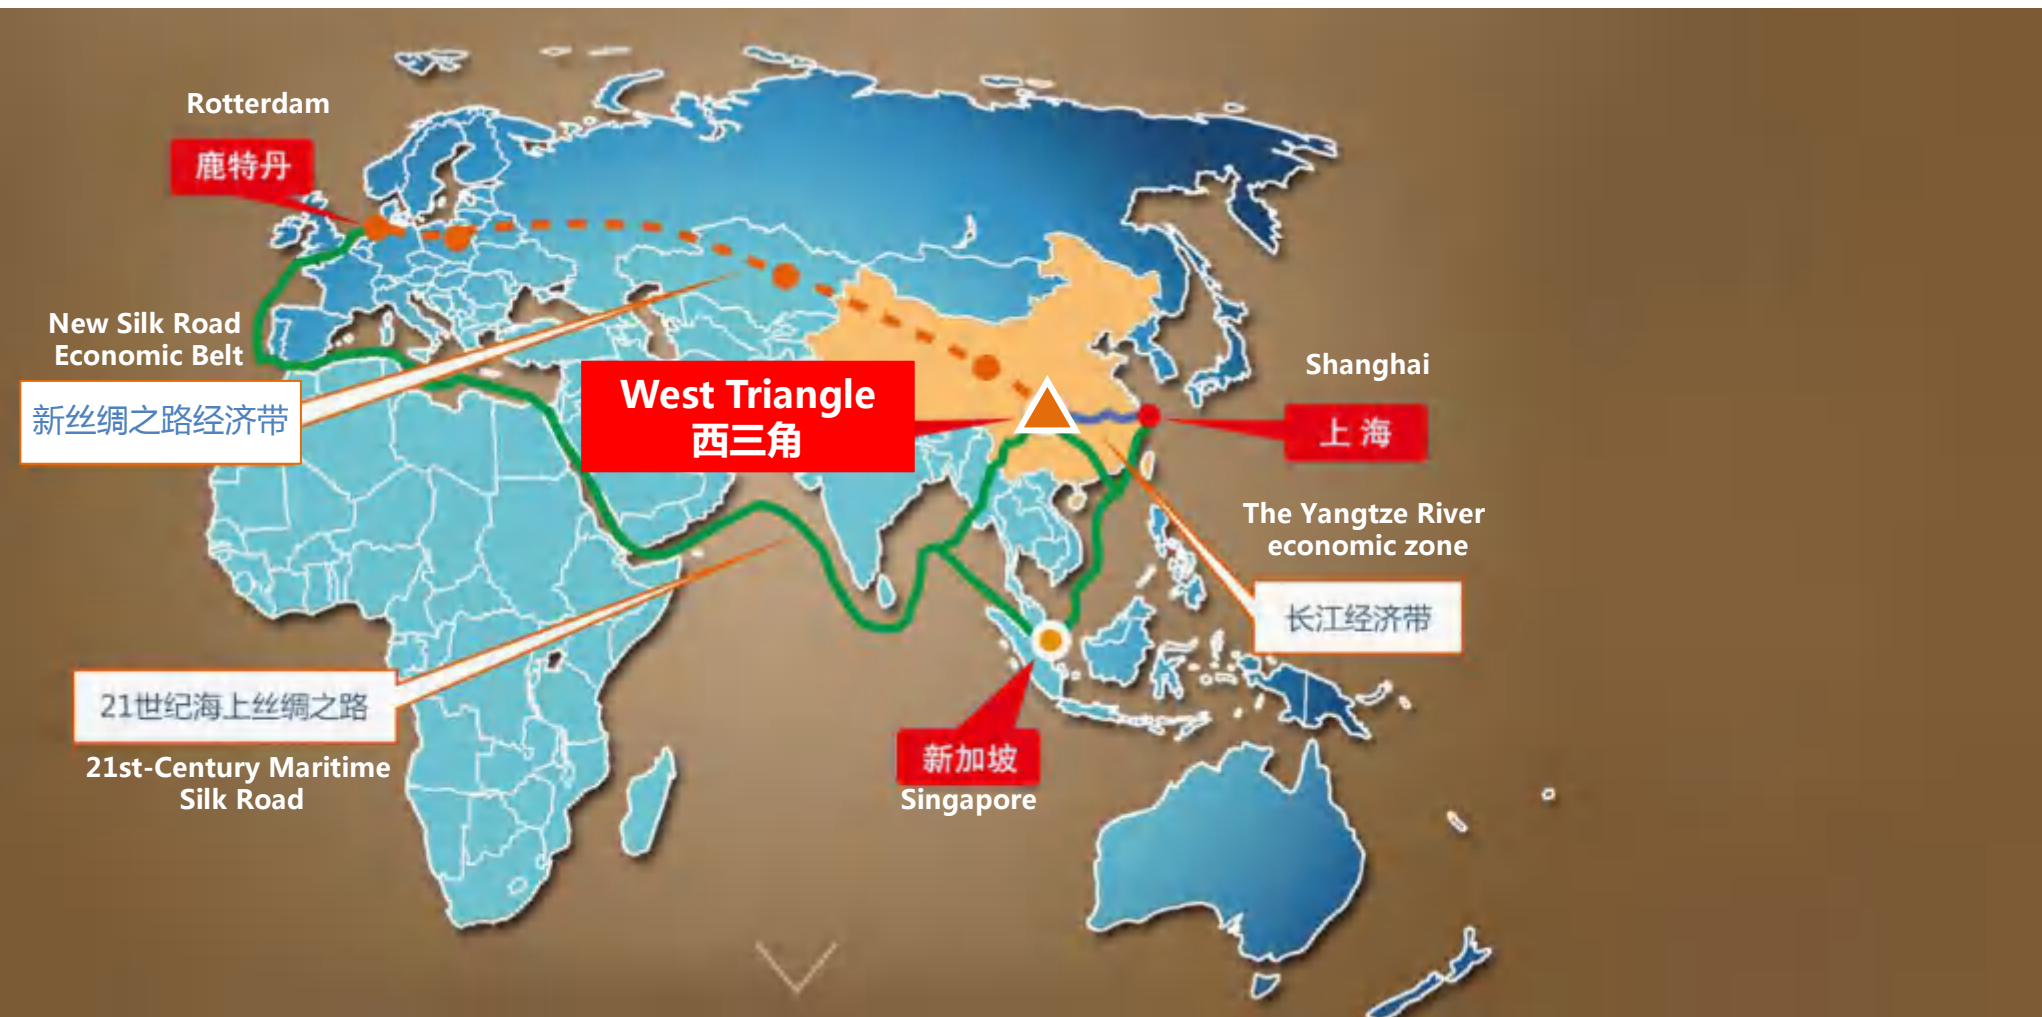 Rotterdam
鹿特丹
New Silk Road
Economic Belt
新丝绸之路经济带
West Triangle
西三角
Shanghai
上海
The Yangtze River
economic zone
长江经济带
21世纪海上丝绸之路
21st-Century Maritime
Silk Road
新加坡
Singapore